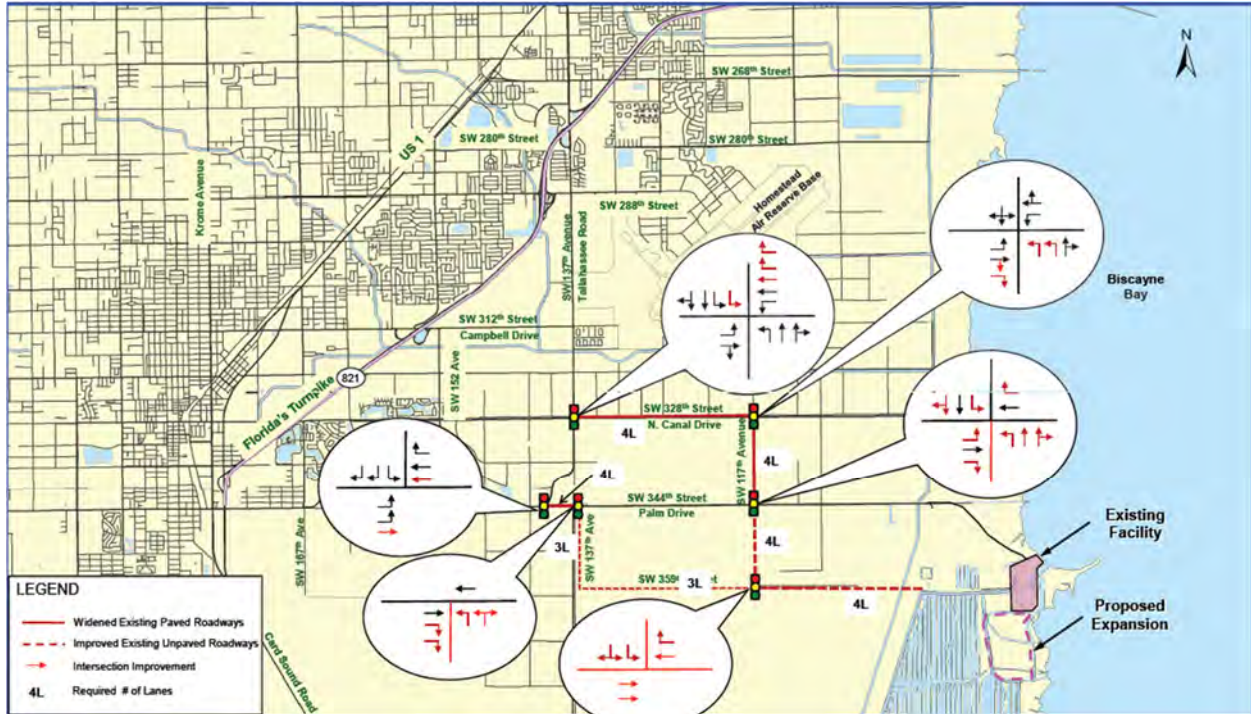 N
SW 268th Street
US 1
SW 280th Street
SW 280th Street
Krome Avenue
Homestead
Air Reserve Base
SW 288th Street
SW 137th Avenue
Tallahassee Road
Biscayne
Bay
SW 312th Street
Campbell Drive
SW 152 Ave
821
Florida's Turnpike
SW 328th Street
N. Canal Drive
4L
SW 117th Avenue
4L
4L
SW 344th Street
Palm Drive
SW 167th Ave
3L
SW 137th Ave
4L
Existing
Facility
3L
4L
Proposed
Expansion
Card Sound Road
LEGEND
Widened Existing Paved Roadways
Improved Existing Unpaved Roadways
Intersection Improvement
4L Required # of Lanes